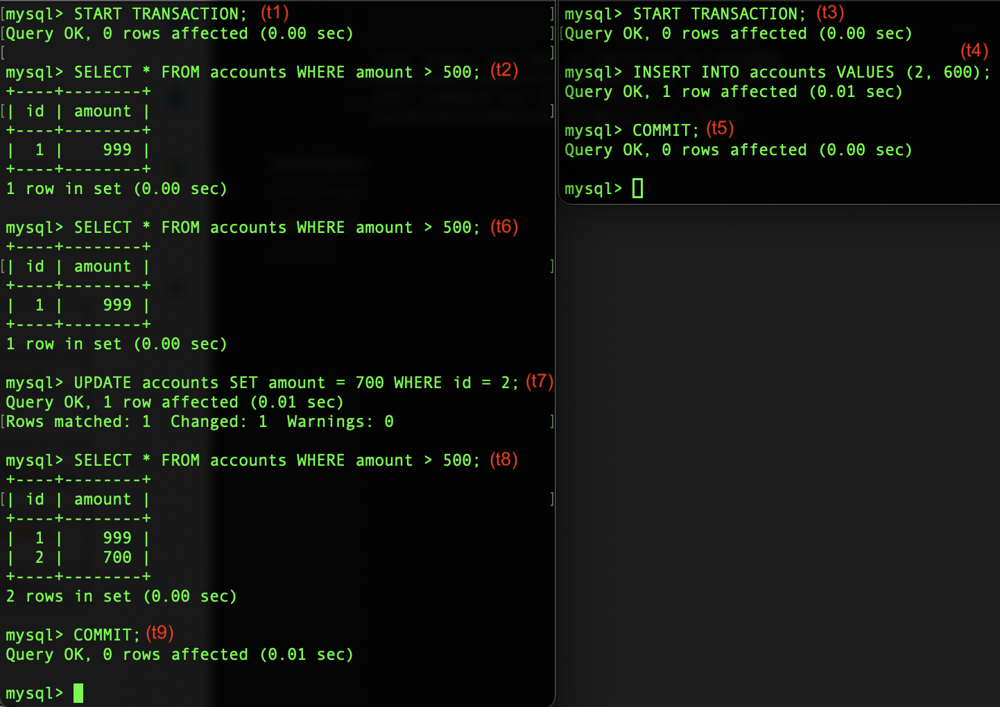 mysql> START TRANSACTION; (t1)
Query OK, 0 rows affected (0.00 sec)
mysql> SELECT * FROM accounts WHERE amount > 500; (t2)
+----+--------+
| id | amount |
+----+--------+
|  1 |    999 |
+----+--------+
1 row in set (0.00 sec)
mysql> SELECT * FROM accounts WHERE amount > 500; (t6)
+----+--------+
| id | amount |
+----+--------+
|  1 |    999 |
+----+--------+
1 row in set (0.00 sec)
mysql> UPDATE accounts SET amount = 700 WHERE id = 2; (t7)
Query OK, 1 row affected (0.01 sec)
Rows matched: 1  Changed: 1  Warnings: 0
mysql> SELECT * FROM accounts WHERE amount > 500; (t8)
+----+--------+
| id | amount |
+----+--------+
|  1 |    999 |
|  2 |    700 |
+----+--------+
2 rows in set (0.00 sec)
mysql> COMMIT; (t9)
Query OK, 0 rows affected (0.01 sec)
mysql>
mysql> START TRANSACTION; (t3)
Query OK, 0 rows affected (0.00 sec)
(t4)
mysql> INSERT INTO accounts VALUES (2, 600);
Query OK, 1 row affected (0.01 sec)
mysql> COMMIT; (t5)
Query OK, 0 rows affected (0.00 sec)
mysql>